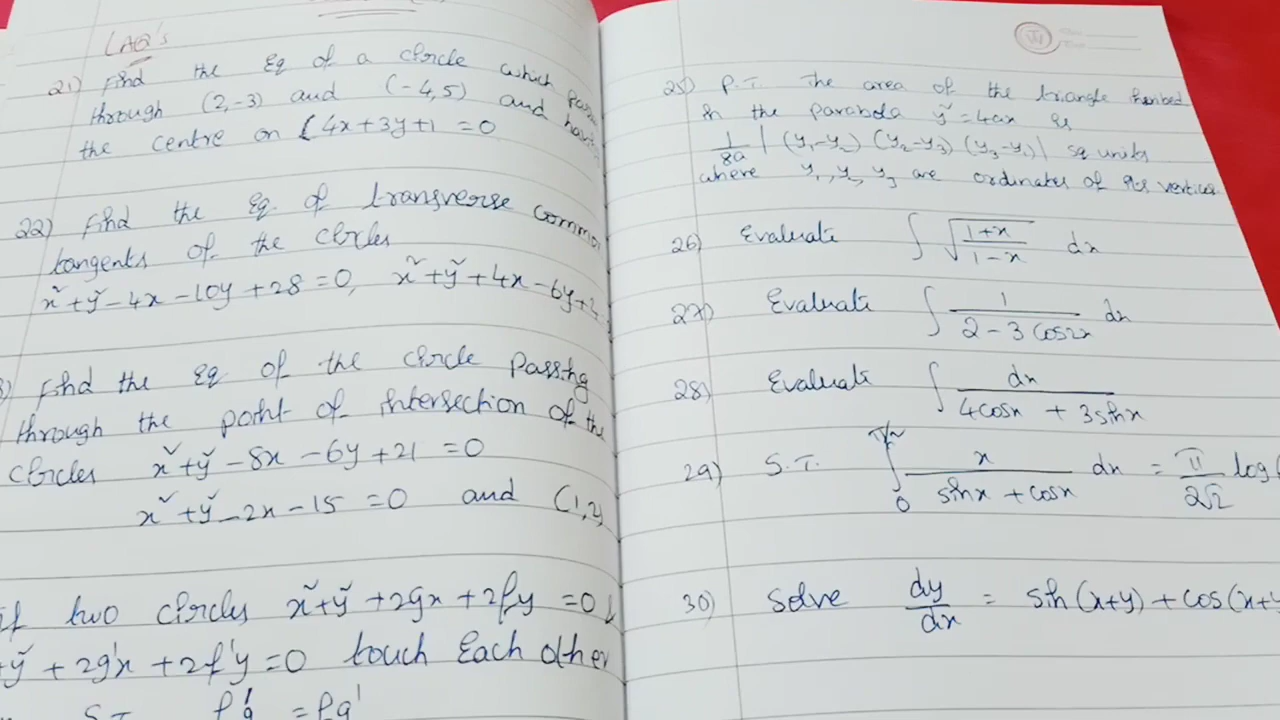 LAQ's
21) Find the Eq of a circle which pass
through (2,-3) and (-4,5) and havi
the centre on 4x+3y+1 =0
22) Find the Eq. of transverse common
tangents of the circles
x²+y²-4x-10y+28=0, x²+y²+4x-6y+
) Find the Eq of the circle passing
through the point of intersection of the
circles x²+y²-8x-6y+21=0
x²+y²-2x-15=0 and (1,2)
If two circles x²+y²+2gx+2fy=0 &
+y²+2g'x+2f'y=0 touch Each other
S.T. f'g = fg'
25) P.T. The area of the triangle inscribed
in the parabola y²=4ax is
1/8a |(y₁-y₂)(y₂-y₃)(y₃-y₁)| sq units
where y₁,y₂,y₃ are ordinates of its vertices
26) Evaluate ∫ √((1+x)/(1-x)) dx
27) Evaluate ∫ 1/(2-3cos2x) dx
28) Evaluate ∫ dx/(4cosx + 3sinx)
29) S.T. ∫₀^(π/2) x/(sinx+cosx) dx = π/(2√2) log(
30) Solve dy/dx = sin(x+y)+cos(x+y